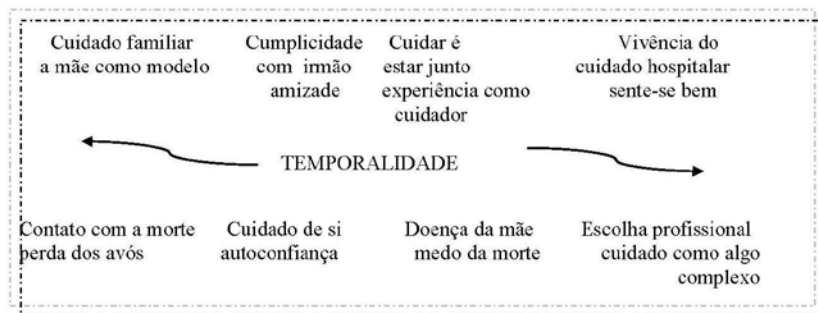 Cuidado familiar
a mãe como modelo
Cumplicidade
com irmão
amizade
Cuidar é
estar junto
experiência como
cuidador
Vivência do
cuidado hospitalar
sente-se bem
TEMPORALIDADE
Contato com a morte
perda dos avós
Cuidado de si
autoconfiança
Doença da mãe
medo da morte
Escolha profissional
cuidado como algo
complexo